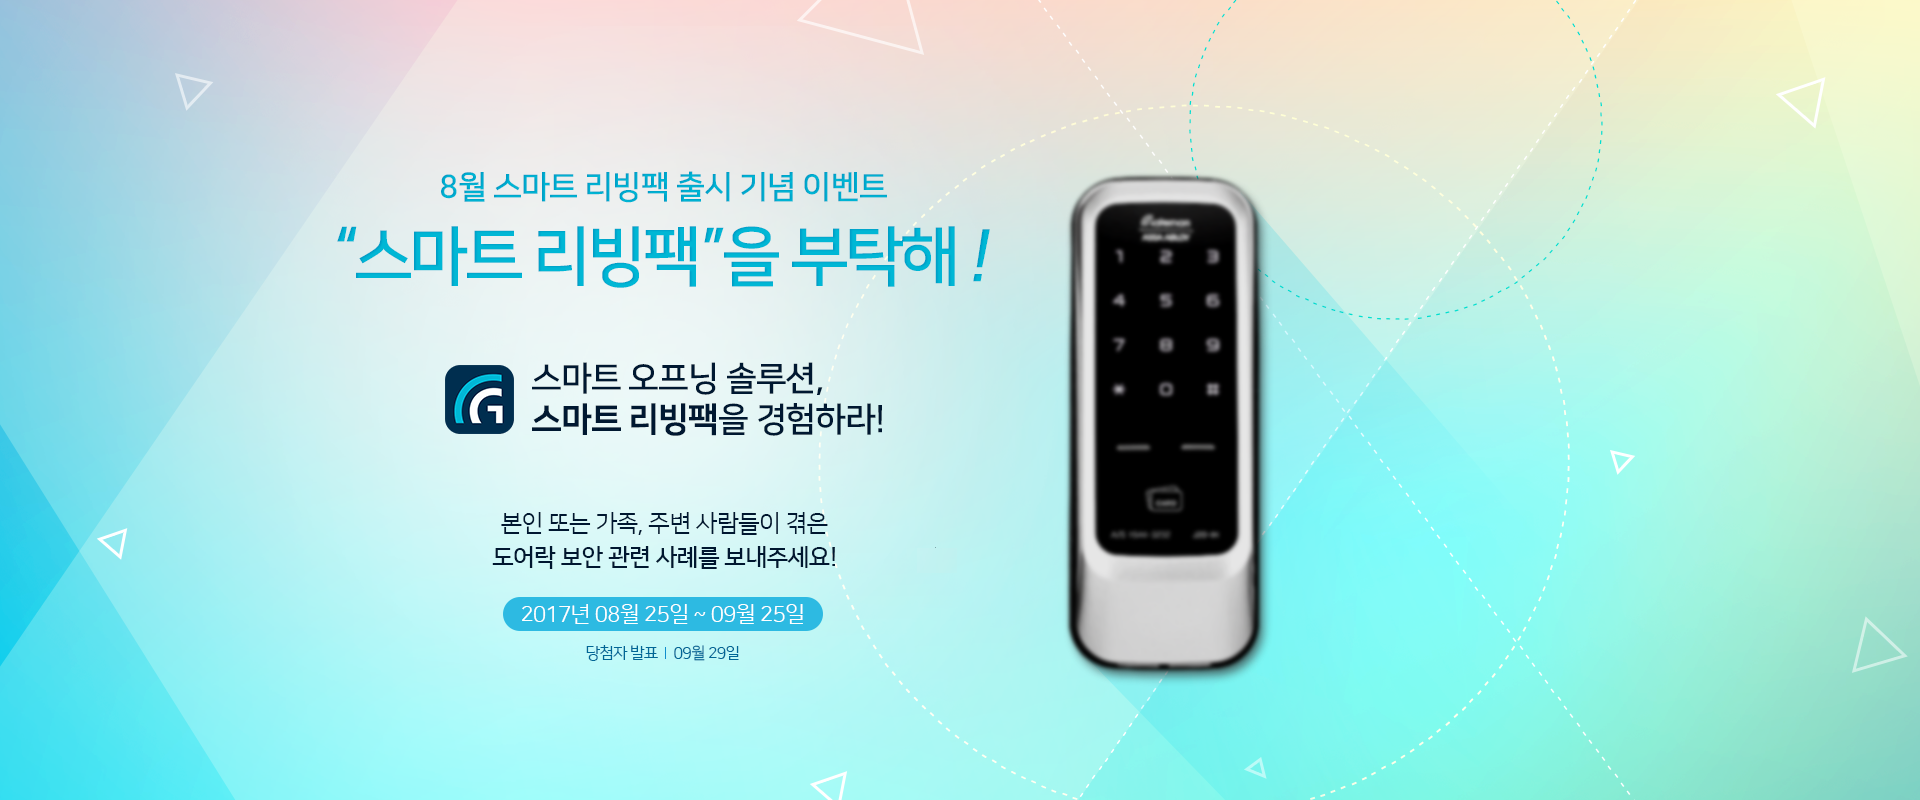 8월 스마트 리빙팩 출시 기념 이벤트
“스마트 리빙팩”을 부탁해!
스마트 오프닝 솔루션,
스마트 리빙팩을 경험하라!
본인 또는 가족, 주변 사람들이 겪은
도어락 보안 관련 사례를 보내주세요!
2017년 08월 25일 ~ 09월 25일
당첨자 발표 | 09월 29일
G
ASSA ABLOY
1 2 3
4 5 6
7 8 9
* 0 #